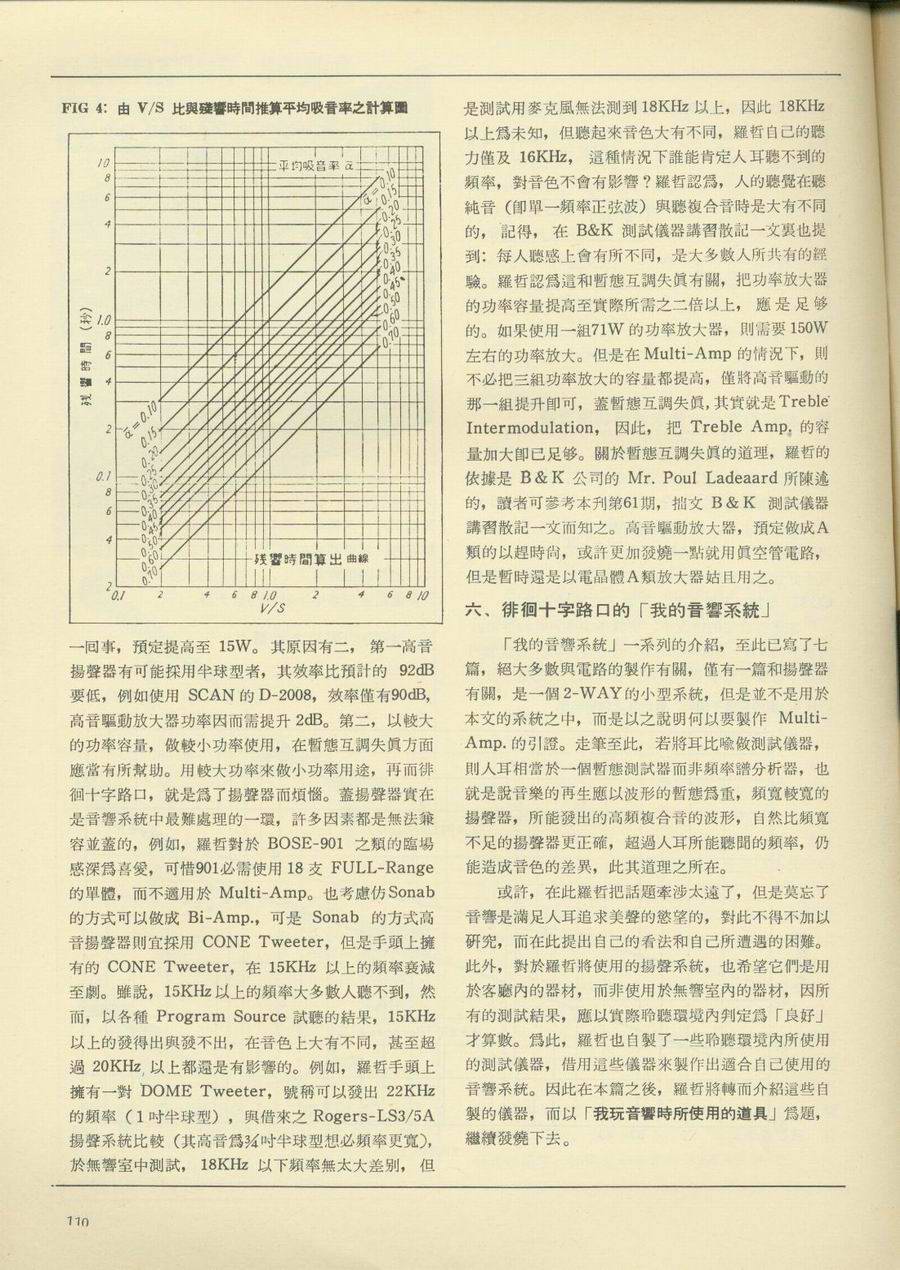 FIG 4: 由 V/S 比與殘響時間推算平均吸音率之計算圖
平均吸音率 α
10
8
6
4
2
1.0
8
6
4
2
0.1
8
6
4
2
殘響時間(秒)
α=0.10
0.15
0.20
0.25
0.30
0.35
0.40
0.45
0.50
0.60
0.70
α=0.10
0.15
0.20
0.25
0.30
0.35
0.40
0.45
0.50
0.60
0.70
残響時間算出曲線
0.1 2 4 6 8 1.0 2 4 6 8 10
V/S
一回事,預定提高至 15W。其原因有二, 第一高音
揚聲器有可能採用半球型者,其效率比預計的 92dB
要低,例如使用 SCAN 的 D-2008,效率僅有90dB,
高音驅動放大器功率因而需提升 2dB。第二,以較大
的功率容量,做較小功率使用,在暫態互調失眞方面
應當有所幫助。用較大功率來做小功率用途,再而徘
徊十字路口,就是爲了揚聲器而煩惱。蓋揚聲器實在
是音響系統中最難處理的一環,許多因素都是無法兼
容並蓋的,例如,羅哲對於 BOSE-901 之類的臨場
感深爲喜愛,可惜901必需使用 18 支 FULL-Range
的單體,而不適用於 Multi-Amp。也考慮仿Sonab
的方式可以做成 Bi-Amp.,可是 Sonab 的方式高
音揚聲器則宜採用 CONE Tweeter,但是手頭上擁
有的 CONE Tweeter,在 15KHz 以上的頻率衰減
至劇。雖說,15KHz以上的頻率大多數人聽不到,然
而,以各種 Program Source 試聽的結果,15KHz
以上的發得出與發不出,在音色上大有不同,甚至超
過 20KHz,以上都還是有影響的。例如,羅哲手頭上
擁有一對 DOME Tweeter,號稱可以發出 22KHz
的頻率(1吋半球型),與借來之 Rogers-LS3/5A
揚聲系統比較(其高音爲¾吋半球型想必頻率更寬),
於無響室中測試, 18KHz 以下頻率無太大差別, 但
是測試用麥克風無法測到 18KHz 以上,因此 18KHz
以上爲未知,但聽起來音色大有不同,羅哲自己的聽
力僅及 16KHz, 這種情況下誰能肯定人耳聽不到的
頻率,對音色不會有影響?羅哲認爲,人的聽覺在聽
純音(卽單一頻率正弦波)與聽複合音時是大有不同
的,記得,在 B&K 測試儀器講習散記一文裏也提
到:每人聽感上會有所不同,是大多數人所共有的經
驗。羅哲認爲這和暫態互調失眞有關,把功率放大器
的功率容量提高至實際所需之二倍以上, 應是足够
的。如果使用一組71W 的功率放大器,則需要 150W
左右的功率放大。但是在 Multi-Amp 的情況下,則
不必把三組功率放大的容量都提高,僅將高音驅動的
那一組提升卽可,蓋暫態互調失眞,其實就是Treble
Intermodulation, 因此, 把 Treble Amp. 的容
量加大卽已足够。關於暫態互調失眞的道理,羅哲的
依據是 B & K 公司的 Mr. Poul Ladeaard 所陳述
的,讀者可參考本刊第61期,拙文 B & K 測試儀器
講習散記一文而知之。高音驅動放大器,預定做成A
類的以趕時尙,或許更加發燒一點就用眞空管電路,
但是暫時還是以電晶體A類放大器姑且用之。
六、徘徊十字路口的「我的音響系統」
「我的音響系統」一系列的介紹,至此已寫了七
篇,絕大多數與電路的製作有關,僅有一篇和揚聲器
有關,是一個 2-WAY的小型系統,但是並不是用於
本文的系統之中,而是以之說明何以要製作 Multi-
Amp. 的引證。走筆至此,若將耳比喩做測試儀器,
則人耳相當於一個暫態測試器而非頻率譜分析器,也
就是說音樂的再生應以波形的暫態爲重,頻寬較寬的
揚聲器,所能發出的高頻複合音的波形,自然比頻寬
不足的揚聲器更正確,超過人耳所能聽聞的頻率,仍
能造成音色的差異,此其道理之所在。
或許,在此羅哲把話題牽涉太遠了,但是莫忘了
音響是滿足人耳追求美聲的慾望的,對此不得不加以
硏究,而在此提出自己的看法和自己所遭遇的困難。
此外,對於羅哲將使用的揚聲系統,也希望它們是用
於客廳內的器材,而非使用於無響室內的器材,因所
有的測試結果,應以實際聆聽環境內判定爲「良好」
才算數。爲此,羅哲也自製了一些聆聽環境內所使用
的測試儀器,借用這些儀器來製作出適合自己使用的
音響系統。因此在本篇之後,羅哲將轉而介紹這些自
製的儀器,而以「我玩音響時所使用的道具」爲題,
繼續發燒下去。
110